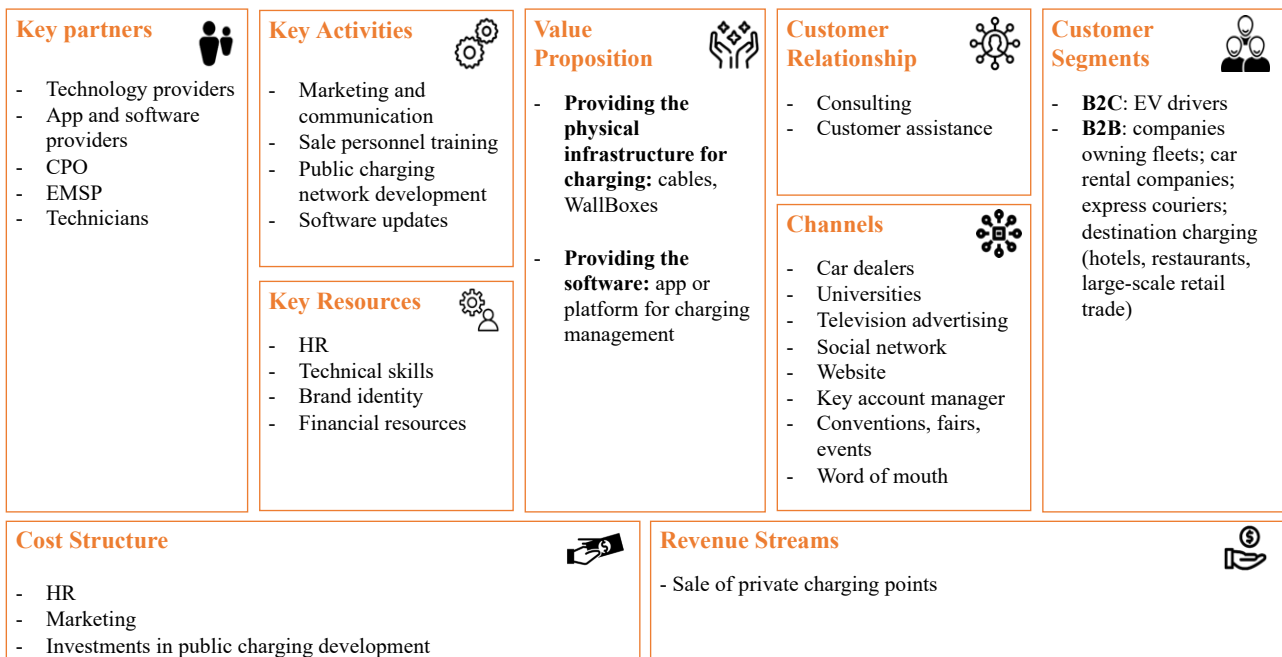 Key partners
- Technology providers
- App and software
providers
- CPO
- EMSP
- Technicians
Key Activities
- Marketing and
communication
- Sale personnel training
- Public charging
network development
- Software updates
Key Resources
- HR
- Technical skills
- Brand identity
- Financial resources
Value
Proposition
- Providing the
physical
infrastructure for
charging: cables,
WallBoxes
- Providing the
software: app or
platform for charging
management
Customer
Relationship
- Consulting
- Customer assistance
Channels
- Car dealers
- Universities
- Television advertising
- Social network
- Website
- Key account manager
- Conventions, fairs,
events
- Word of mouth
Customer
Segments
- B2C: EV drivers
- B2B: companies
owning fleets; car
rental companies;
express couriers;
destination charging
(hotels, restaurants,
large-scale retail
trade)
Cost Structure
- HR
- Marketing
- Investments in public charging development
Revenue Streams
- Sale of private charging points